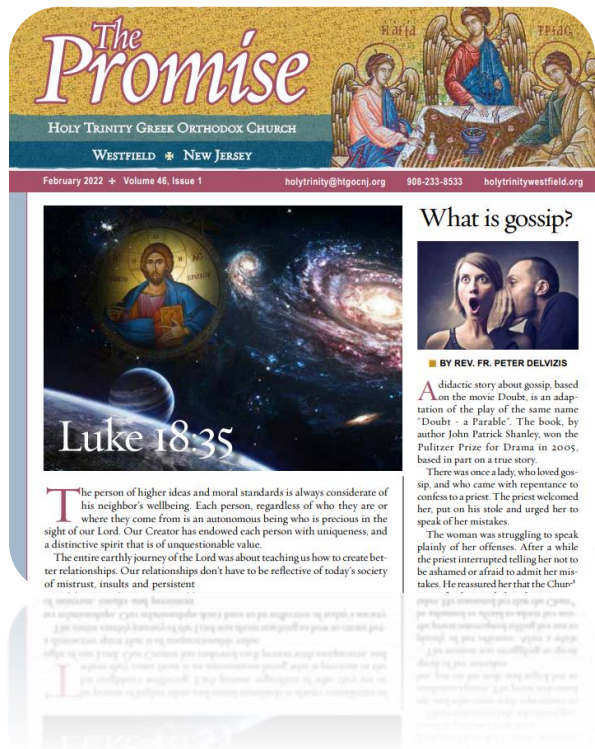 The
Promise
Η ΑΓΙΑ
ΤΡΙΑC
HOLY TRINITY GREEK ORTHODOX CHURCH
WESTFIELD ✠ NEW JERSEY
February 2022 + Volume 46, Issue 1
holytrinity@htgocnj.org 908-233-8533 holytrinitywestfield.org
Luke 18:35
The person of higher ideas and moral standards is always considerate of
his neighbor's wellbeing. Each person, regardless of who they are or
where they come from is an autonomous being who is precious in the
sight of our Lord. Our Creator has endowed each person with uniqueness, and
a distinctive spirit that is of unquestionable value.
The entire earthly journey of the Lord was about teaching us how to create bet-
ter relationships. Our relationships don't have to be reflective of today's society
of mistrust, insults and persistent
What is gossip?
BY REV. FR. PETER DELVIZIS
A didactic story about gossip, based
on the movie Doubt, is an adap-
tation of the play of the same name
"Doubt - a Parable". The book, by
author John Patrick Shanley, won the
Pulitzer Prize for Drama in 2005,
based in part on a true story.
There was once a lady, who loved gos-
sip, and who came with repentance to
confess to a priest. The priest welcomed
her, put on his stole and urged her to
speak of her mistakes.
The woman was struggling to speak
plainly of her offenses. After a while
the priest interrupted telling her not to
be ashamed or afraid to admit her mis-
takes. He reassured her that the